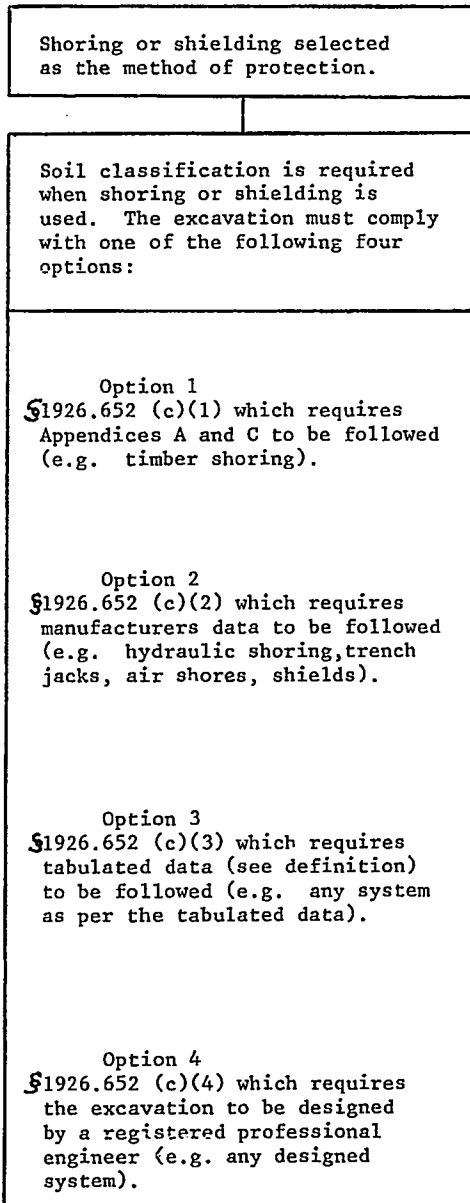 Shoring or shielding selected
as the method of protection.
Soil classification is required
when shoring or shielding is
used. The excavation must comply
with one of the following four
options:
Option 1
§1926.652 (c)(1) which requires
Appendices A and C to be followed
(e.g. timber shoring).
Option 2
§1926.652 (c)(2) which requires
manufacturers data to be followed
(e.g. hydraulic shoring,trench
jacks, air shores, shields).
Option 3
§1926.652 (c)(3) which requires
tabulated data (see definition)
to be followed (e.g. any system
as per the tabulated data).
Option 4
§1926.652 (c)(4) which requires
the excavation to be designed
by a registered professional
engineer (e.g. any designed
system).